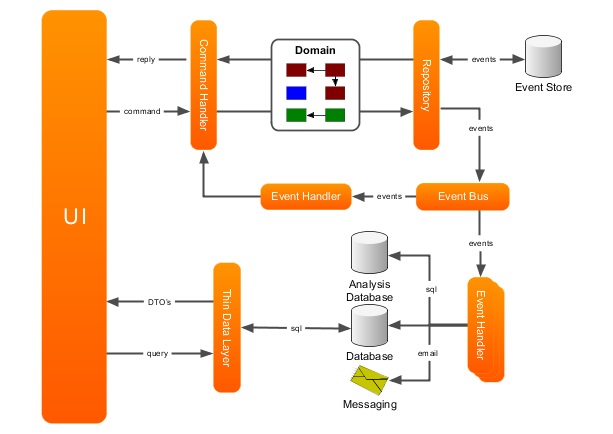 UI
reply
command
Command Handler
Domain
Repository
events
Event Store
events
Event Handler
events
Event Bus
events
Analysis
Database
sql
Event Handler
DTO's
Thin Data Layer
sql
Database
query
email
Messaging